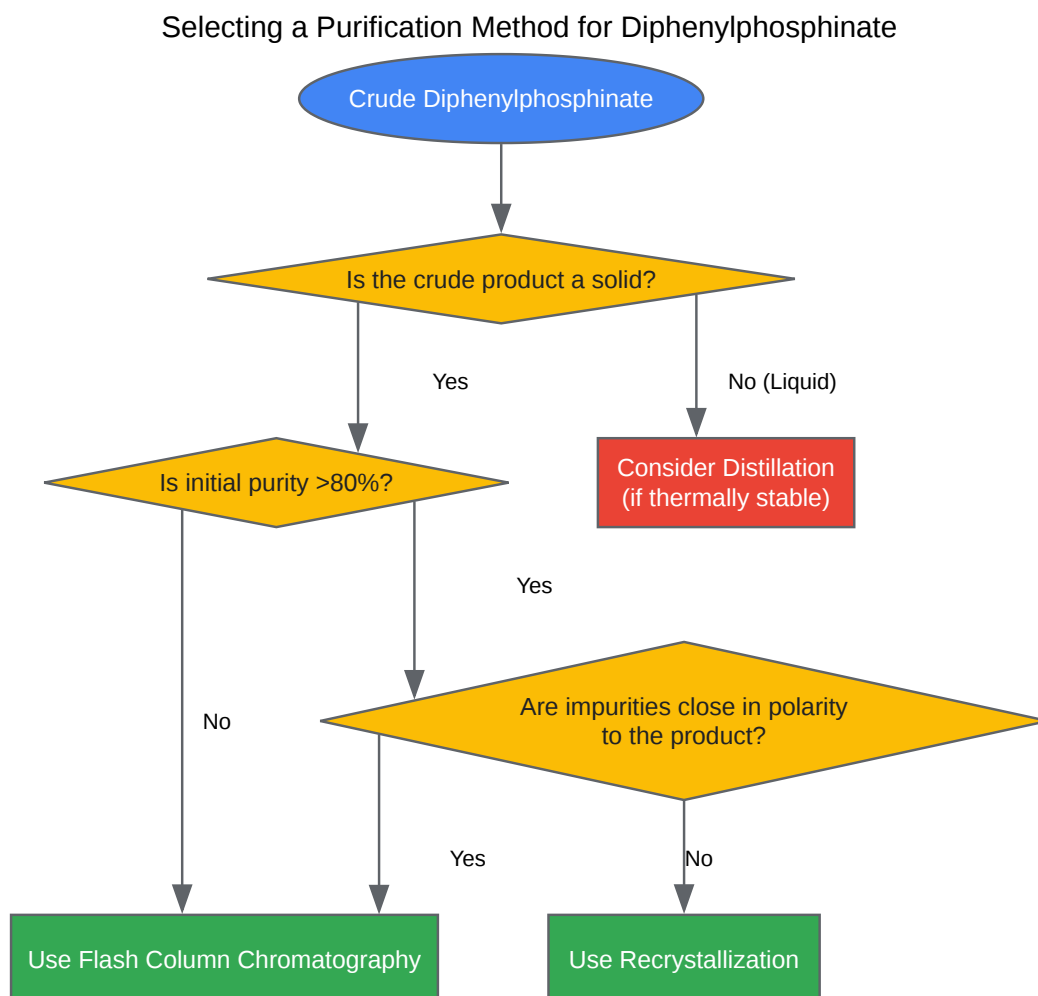 Selecting a Purification Method for Diphenylphosphinate
Crude Diphenylphosphinate
Is the crude product a solid?
Yes
No (Liquid)
Is initial purity >80%?
Consider Distillation
(if thermally stable)
Yes
No
Are impurities close in polarity
to the product?
Yes
No
Use Flash Column Chromatography
Use Recrystallization